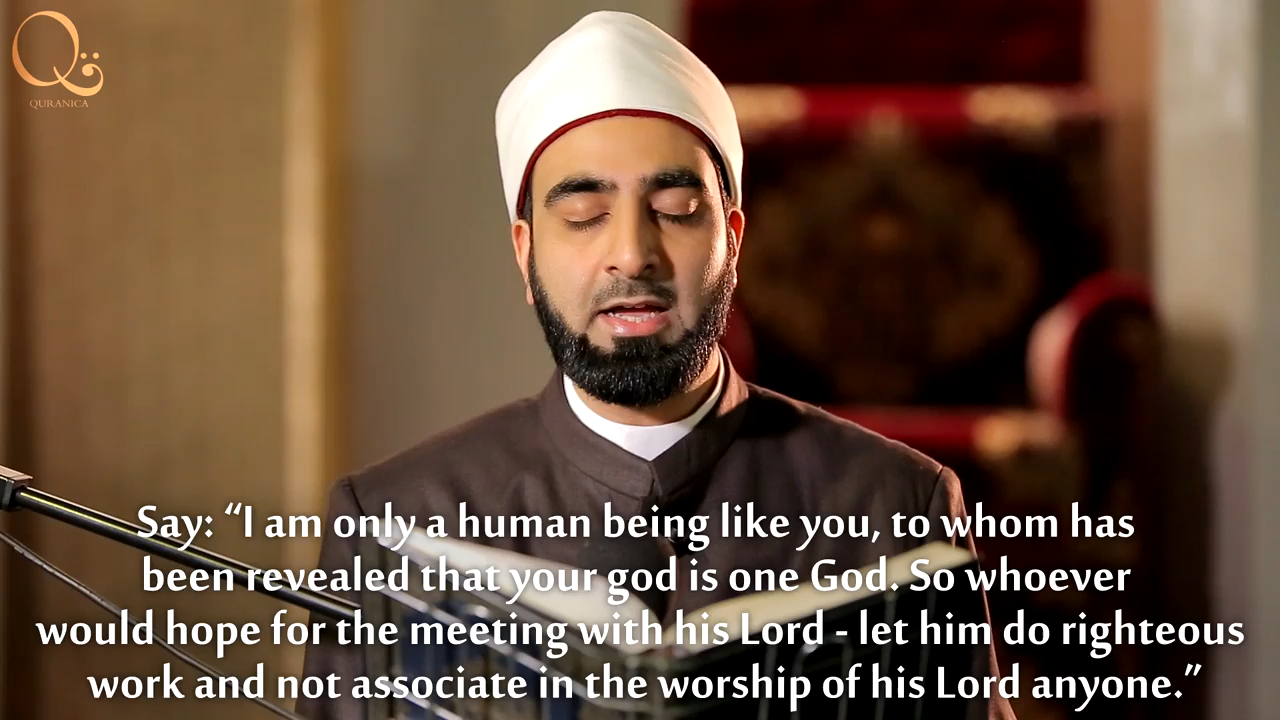 QURANICA
Say: “I am only a human being like you, to whom has
been revealed that your god is one God. So whoever
would hope for the meeting with his Lord - let him do righteous
work and not associate in the worship of his Lord anyone.”